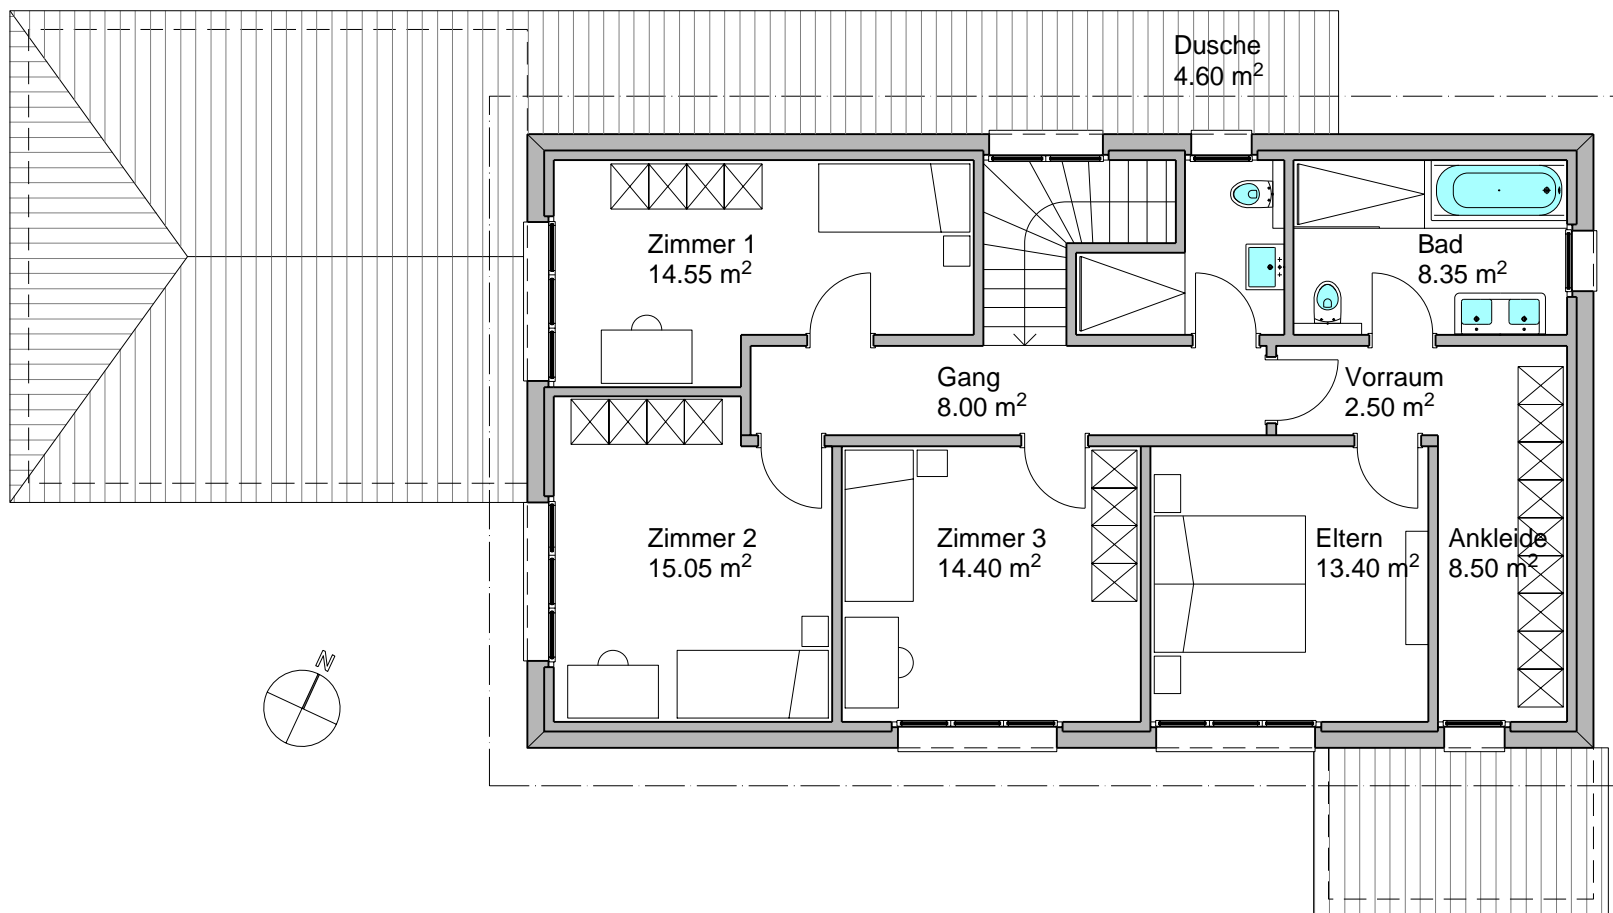 Dusche
4.60 m²
Zimmer 1
14.55 m²
Bad
8.35 m²
Gang
8.00 m²
Vorraum
2.50 m²
Zimmer 2
15.05 m²
Zimmer 3
14.40 m²
Eltern
13.40 m²
Ankleide
8.50 m²
N